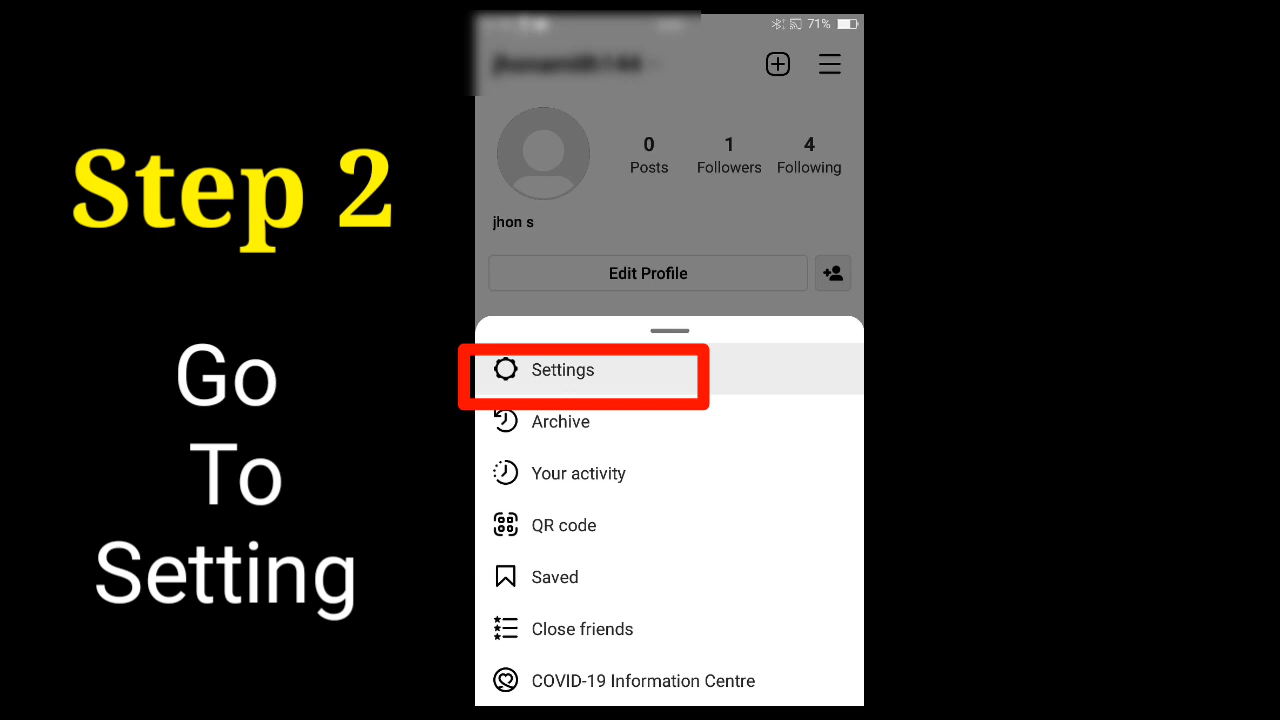 Step 2
Go
To
Setting
71%
0
1
4
Posts
Followers
Following
jhon s
Edit Profile
Settings
Archive
Your activity
QR code
Saved
Close friends
COVID-19 Information Centre